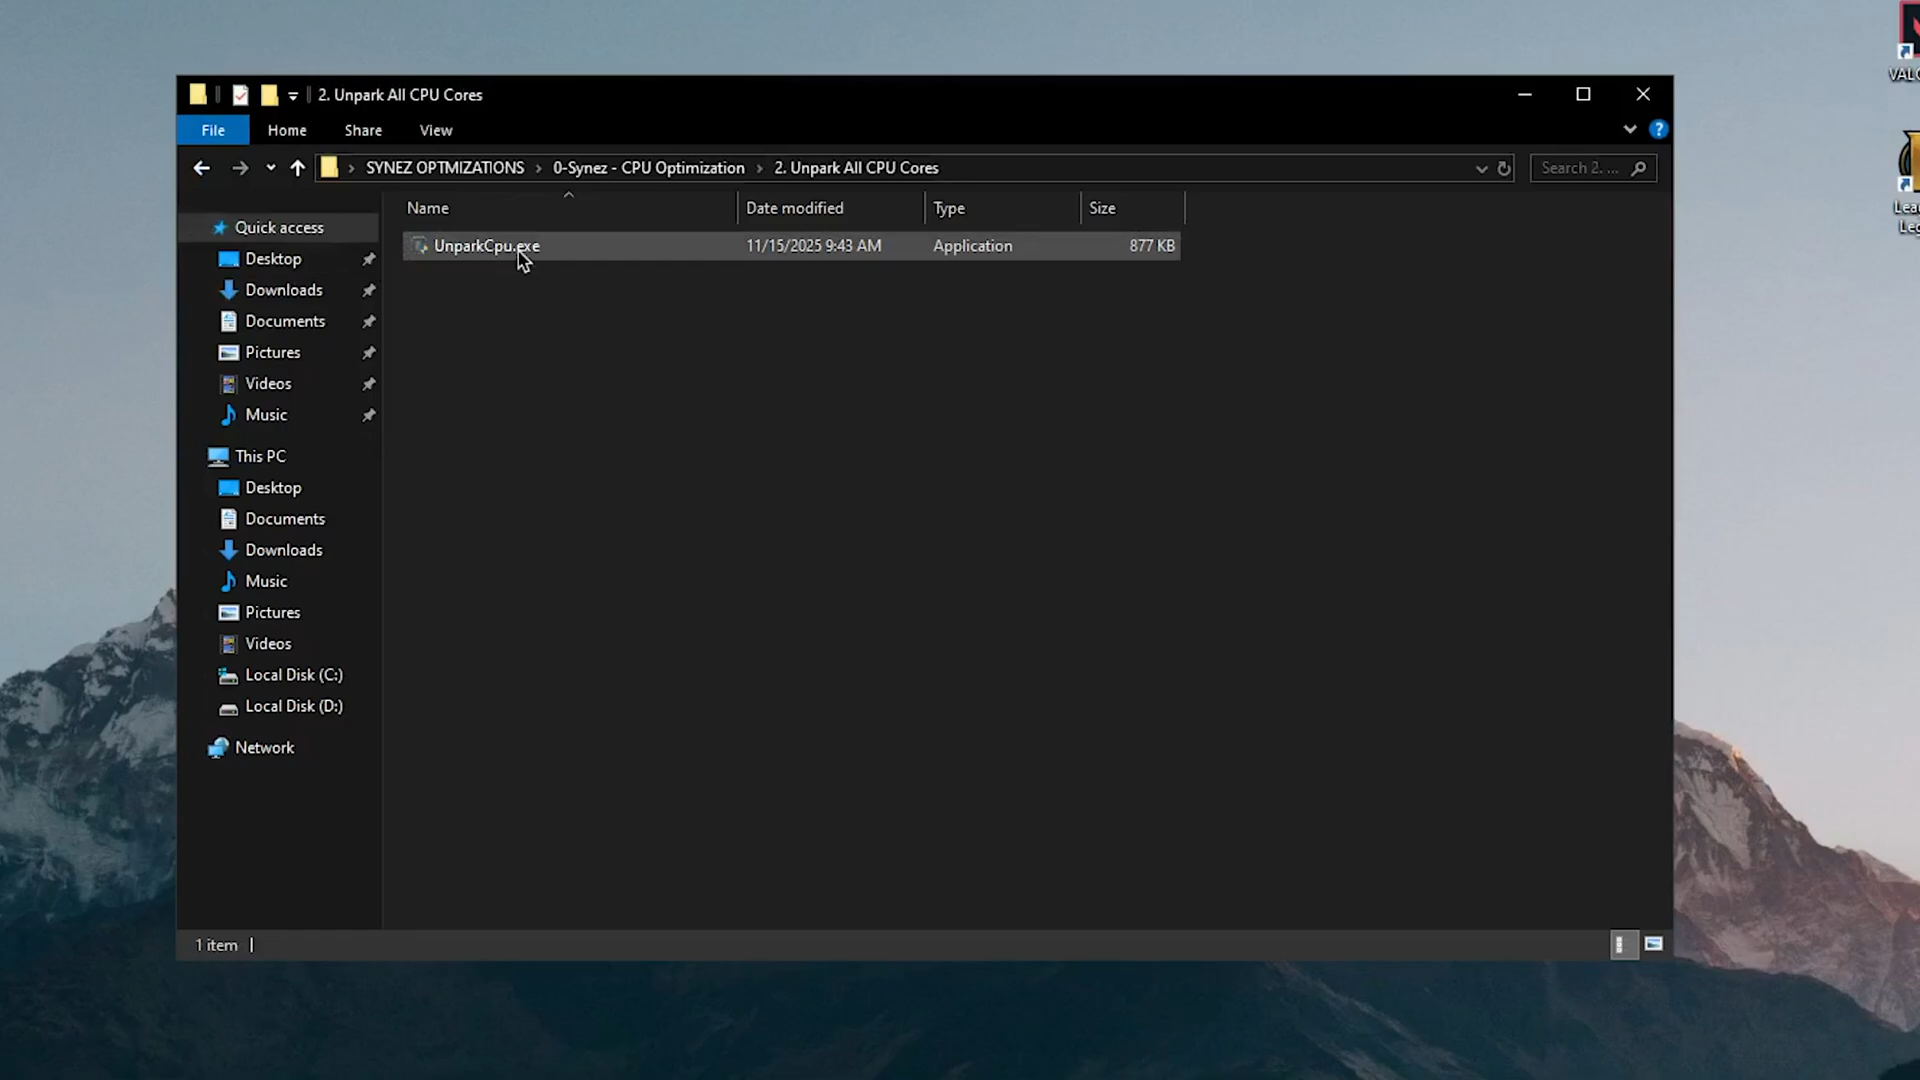 2. Unpark All CPU Cores
File Home Share View
SYNEZ OPTMIZATIONS > 0-Synez - CPU Optimization > 2. Unpark All CPU Cores
Search 2. ...
Name Date modified Type Size
UnparkCpu.exe 11/15/2025 9:43 AM Application 877 KB
Quick access
Desktop
Downloads
Documents
Pictures
Videos
Music
This PC
Desktop
Documents
Downloads
Music
Pictures
Videos
Local Disk (C:)
Local Disk (D:)
Network
1 item